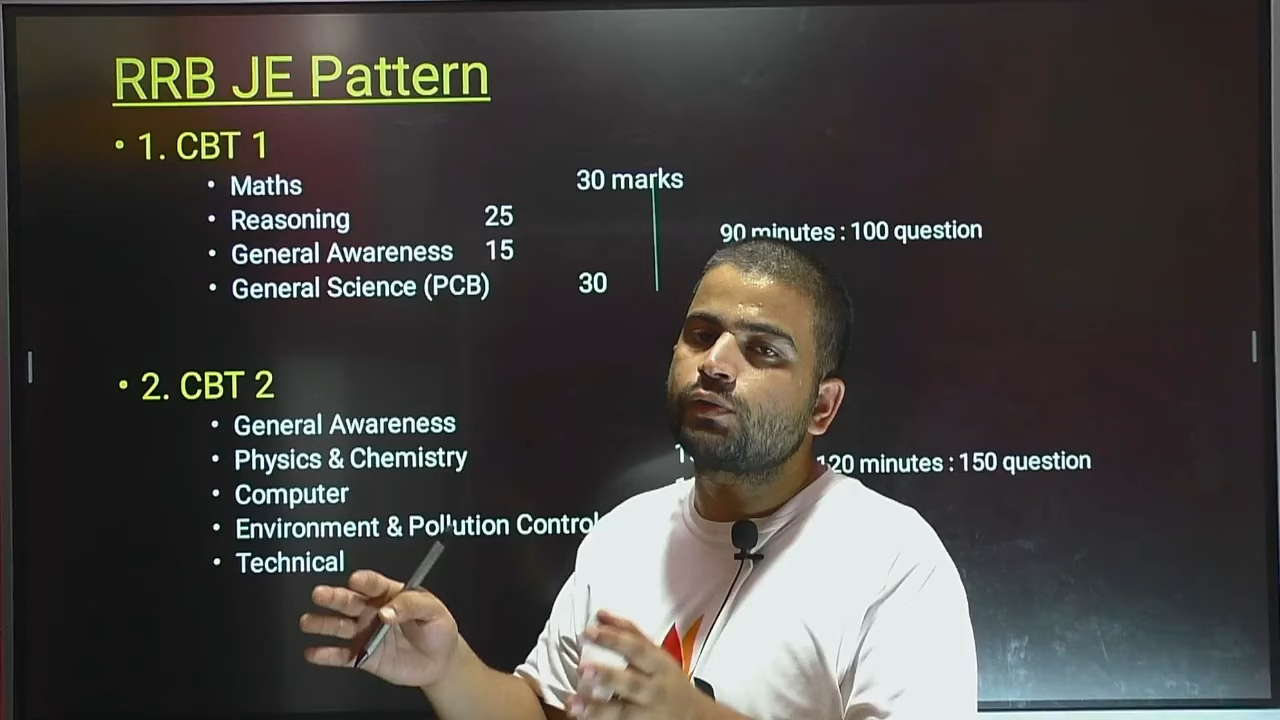 RRB JE Pattern
• 1. CBT 1
• Maths 30 marks
• Reasoning 25
• General Awareness 15
90 minutes : 100 question
• General Science (PCB) 30
• 2. CBT 2
• General Awareness
• Physics & Chemistry
120 minutes : 150 question
• Computer
• Environment & Pollution Control
• Technical